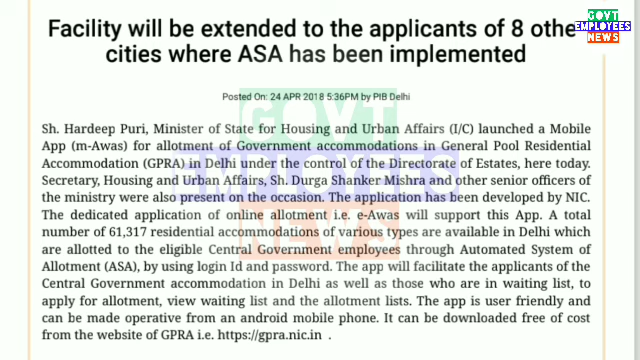 Facility will be extended to the applicants of 8 othe
cities where ASA has been implemented
GOVT
EMPLOYEES
NEWS
Posted On: 24 APR 2018 5:36PM by PIB Delhi
Sh. Hardeep Puri, Minister of State for Housing and Urban Affairs (I/C) launched a Mobile
App (m-Awas) for allotment of Government accommodations in General Pool Residential
Accommodation (GPRA) in Delhi under the control of the Directorate of Estates, here today.
Secretary, Housing and Urban Affairs, Sh. Durga Shanker Mishra and other senior officers of
the ministry were also present on the occasion. The application has been developed by NIC.
The dedicated application of online allotment i.e. e-Awas will support this App. A total
number of 61,317 residential accommodations of various types are available in Delhi which
are allotted to the eligible Central Government employees through Automated System of
Allotment (ASA), by using login Id and password. The app will facilitate the applicants of the
Central Government accommodation in Delhi as well as those who are in waiting list, to
apply for allotment, view waiting list and the allotment lists. The app is user friendly and
can be made operative from an android mobile phone. It can be downloaded free of cost
from the website of GPRA i.e. https://gpra.nic.in .
GOVT
EMPLOYEES
NEWS